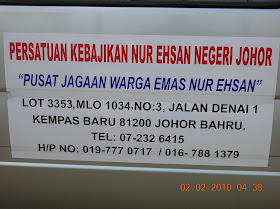 PERSATUAN KEBAJIKAN NUR EHSAN NEGERI JOHOR
“PUSAT JAGAAN WARGA EMAS NUR EHSAN”
LOT 3353,MLO 1034.NO:3, JALAN DENAI 1
KEMPAS BARU 81200 JOHOR BAHRU.
TEL: 07-232 6415
H/P NO: 019-777 0717 / 016- 788 1379
02-02-2010 04:38